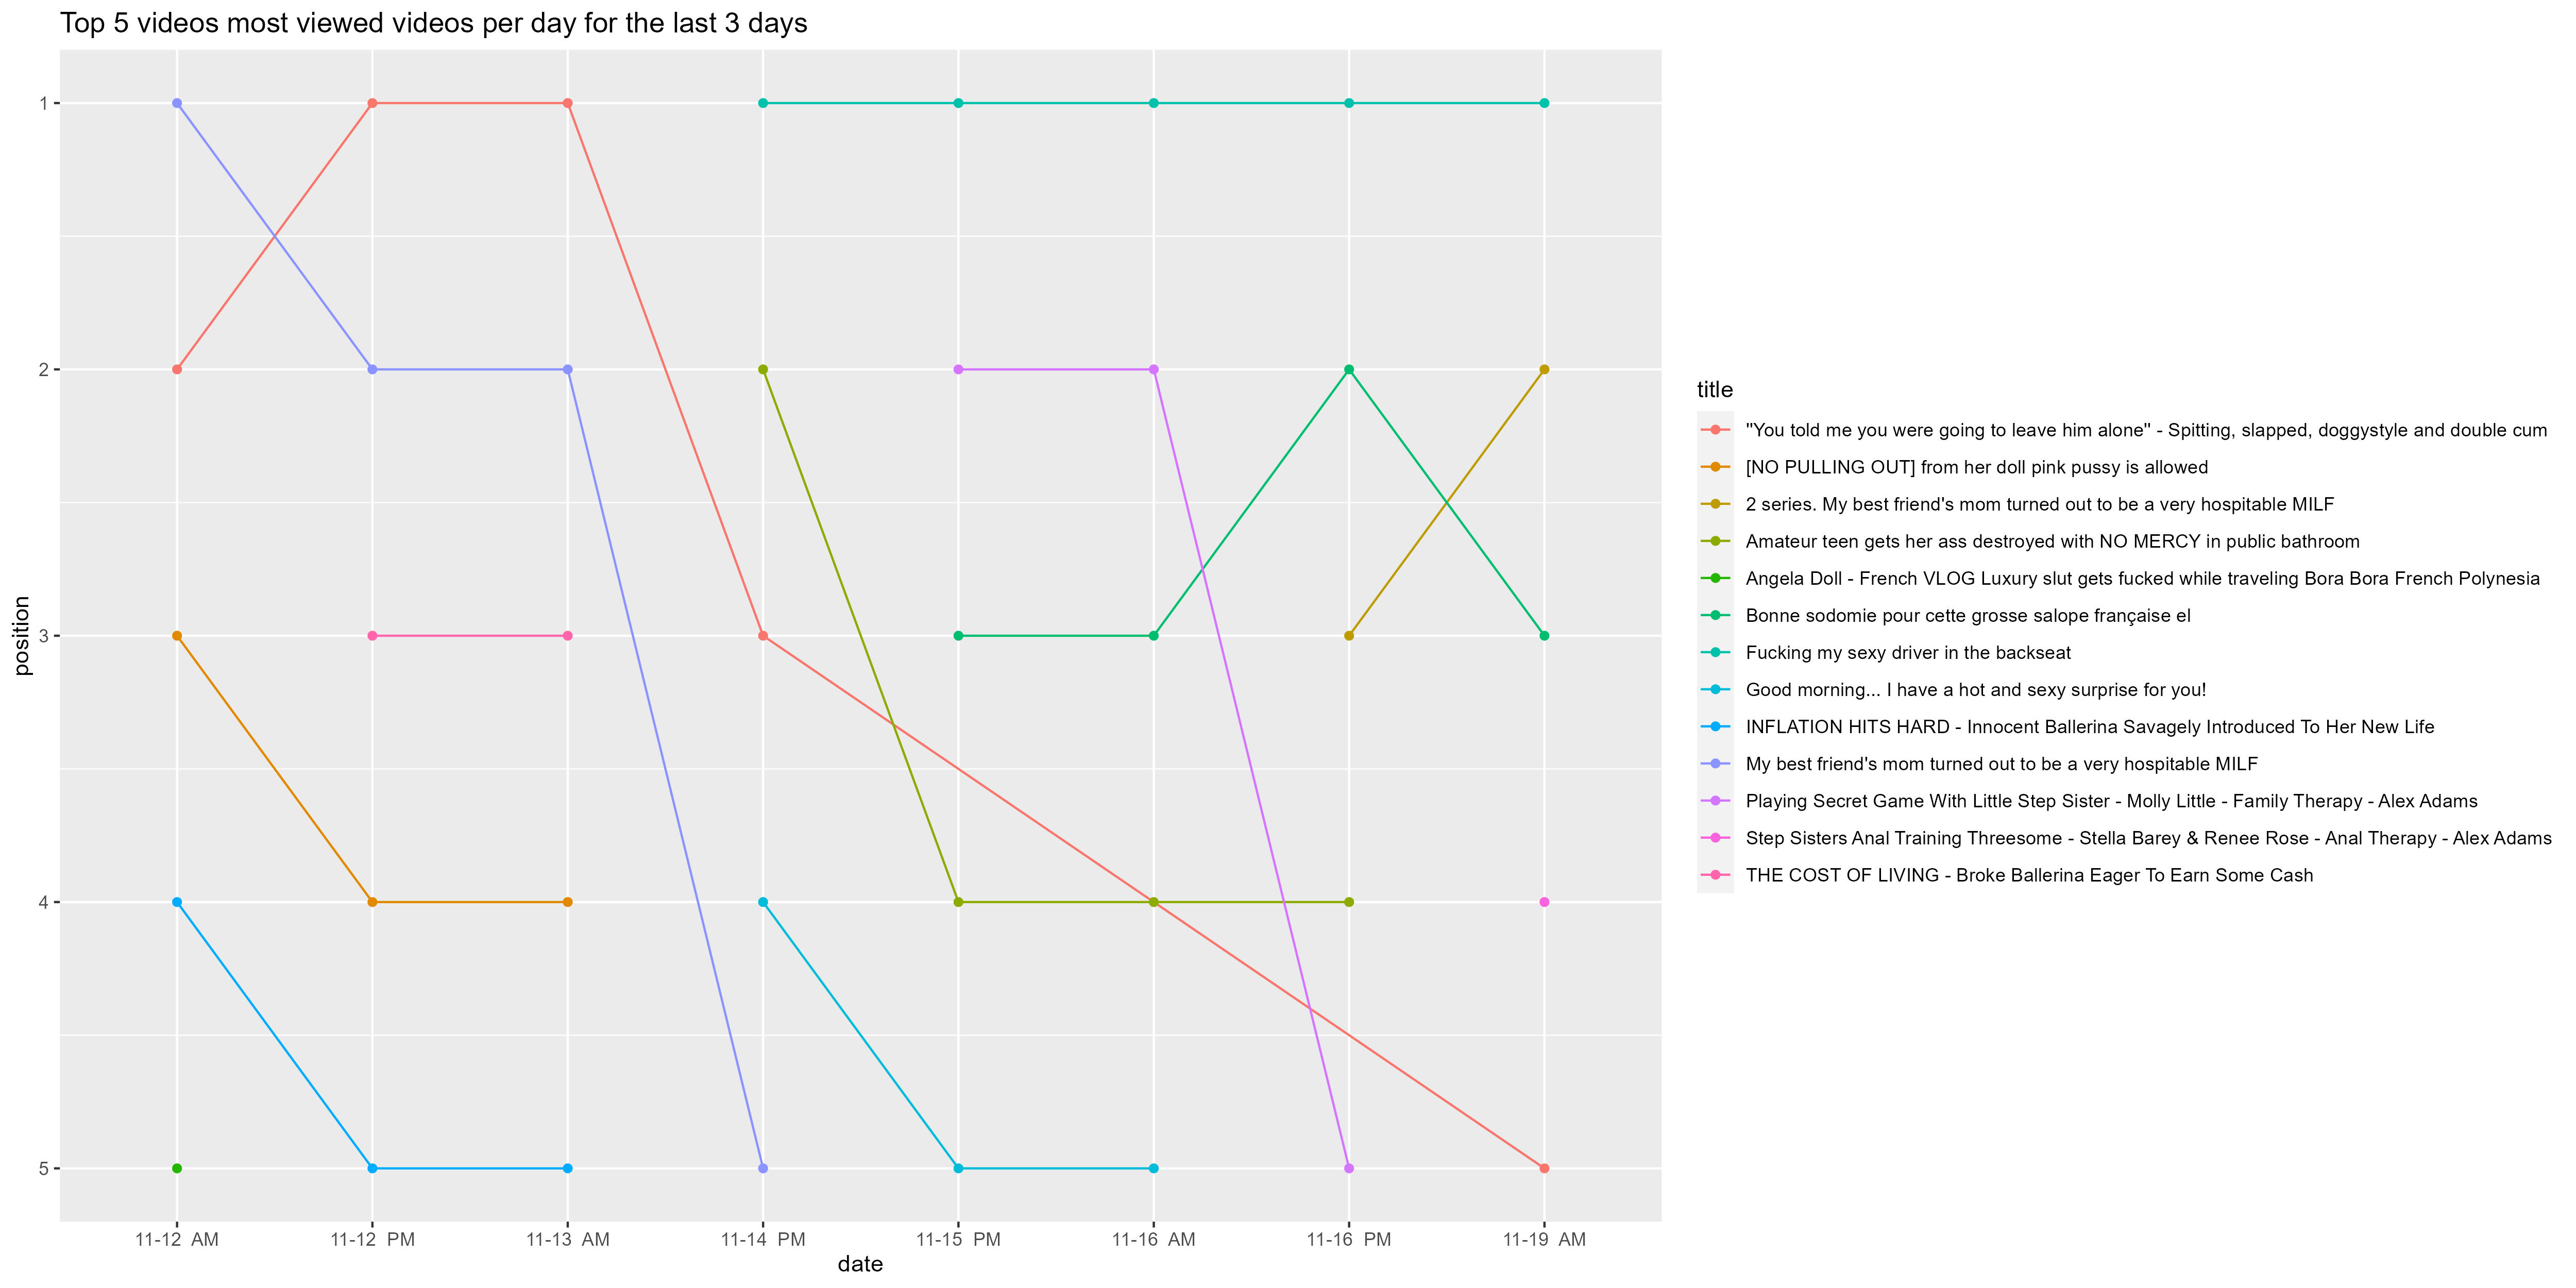 Top 5 videos most viewed videos per day for the last 3 days
position
1
2
3
4
5
11-12 AM
11-12 PM
11-13 AM
11-14 PM
11-15 PM
11-16 AM
11-16 PM
11-19 AM
date
title
"You told me you were going to leave him alone" - Spitting, slapped, doggystyle and double cum
[NO PULLING OUT] from her doll pink pussy is allowed
2 series. My best friend's mom turned out to be a very hospitable MILF
Amateur teen gets her ass destroyed with NO MERCY in public bathroom
Angela Doll - French VLOG Luxury slut gets fucked while traveling Bora Bora French Polynesia
Bonne sodomie pour cette grosse salope française el
Fucking my sexy driver in the backseat
Good morning... I have a hot and sexy surprise for you!
INFLATION HITS HARD - Innocent Ballerina Savagely Introduced To Her New Life
My best friend's mom turned out to be a very hospitable MILF
Playing Secret Game With Little Step Sister - Molly Little - Family Therapy - Alex Adams
Step Sisters Anal Training Threesome - Stella Barey & Renee Rose - Anal Therapy - Alex Adams
THE COST OF LIVING - Broke Ballerina Eager To Earn Some Cash